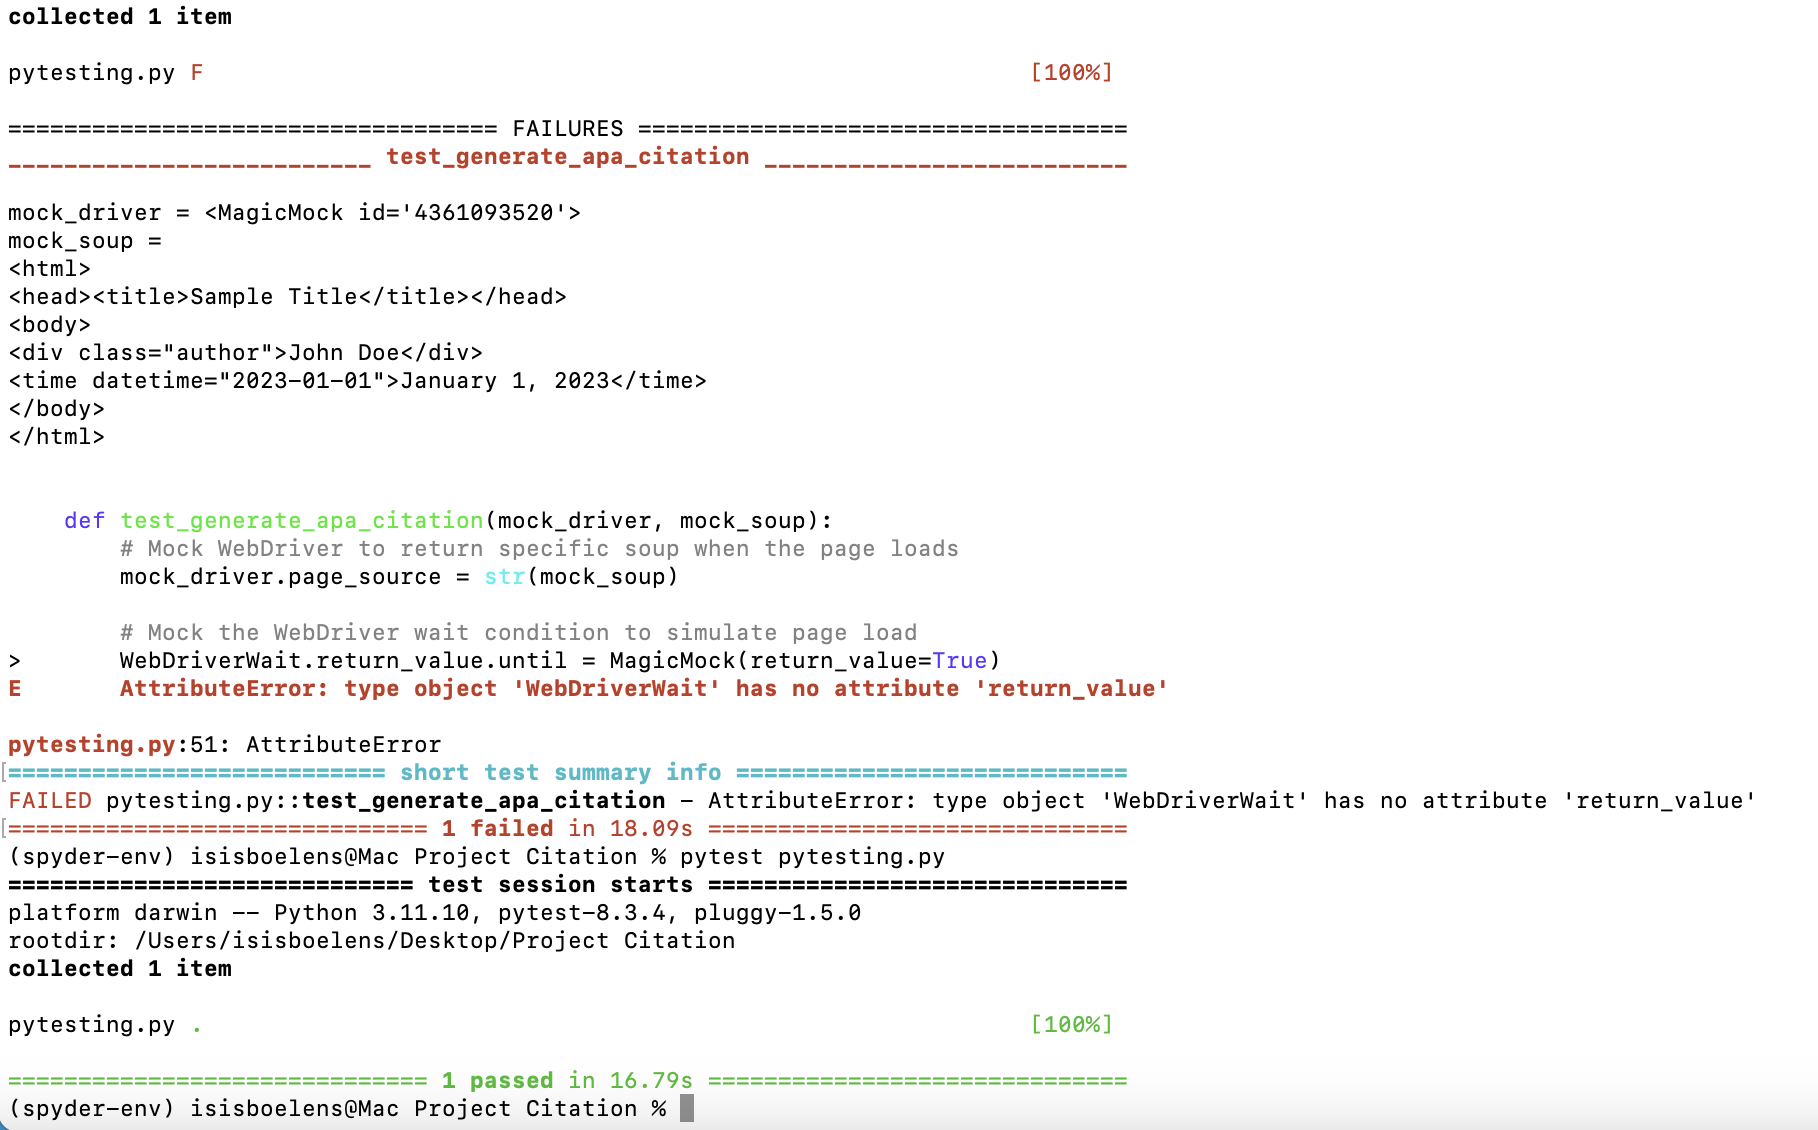 collected 1 item
pytesting.py F [100%]
=================================== FAILURES ===================================
__________________________ test_generate_apa_citation __________________________
mock_driver = <MagicMock id='4361093520'>
mock_soup =
<html>
<head><title>Sample Title</title></head>
<body>
<div class="author">John Doe</div>
<time datetime="2023-01-01">January 1, 2023</time>
</body>
</html>
def test_generate_apa_citation(mock_driver, mock_soup):
# Mock WebDriver to return specific soup when the page loads
mock_driver.page_source = str(mock_soup)
# Mock the WebDriver wait condition to simulate page load
> WebDriverWait.return_value.until = MagicMock(return_value=True)
E AttributeError: type object 'WebDriverWait' has no attribute 'return_value'
pytesting.py:51: AttributeError
=========================== short test summary info ============================
FAILED pytesting.py::test_generate_apa_citation - AttributeError: type object 'WebDriverWait' has no attribute 'return_value'
============================== 1 failed in 18.09s ==============================
(spyder-env) isisboelens@Mac Project Citation % pytest pytesting.py
============================= test session starts ==============================
platform darwin -- Python 3.11.10, pytest-8.3.4, pluggy-1.5.0
rootdir: /Users/isisboelens/Desktop/Project Citation
collected 1 item
pytesting.py . [100%]
============================== 1 passed in 16.79s ==============================
(spyder-env) isisboelens@Mac Project Citation %